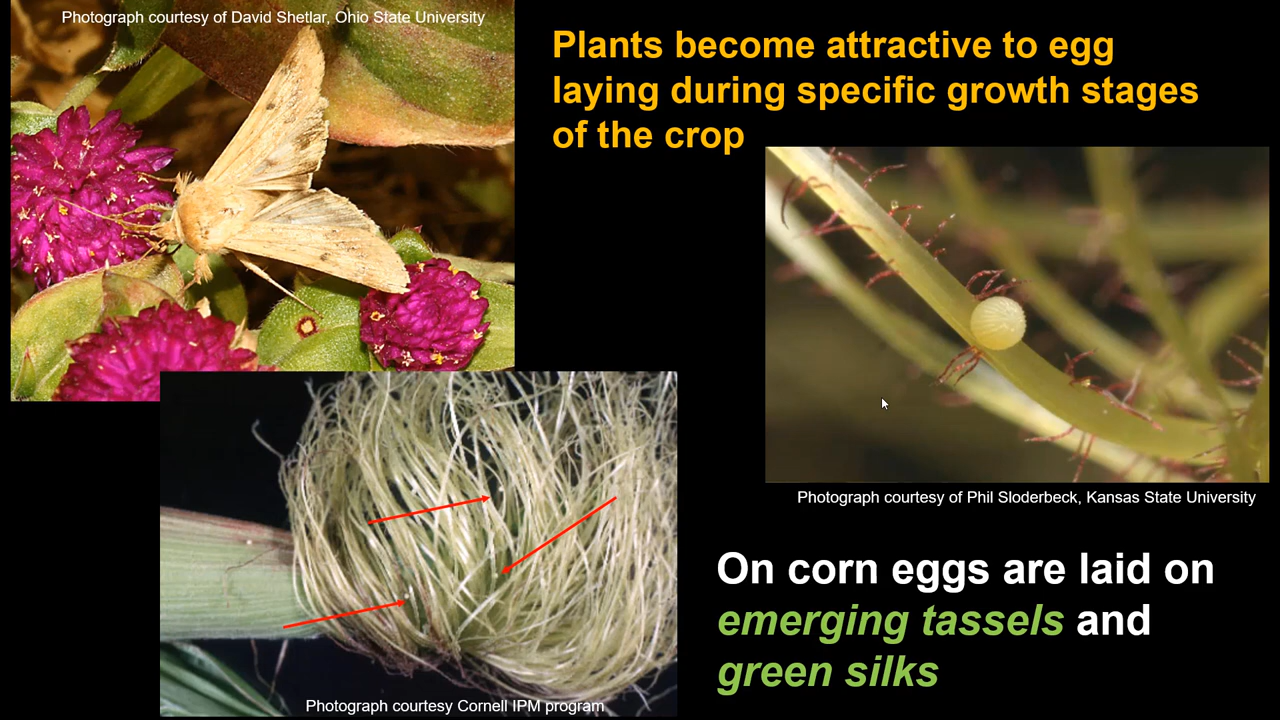 Photograph courtesy of David Shetlar, Ohio State University
Plants become attractive to egg
laying during specific growth stages
of the crop
Photograph courtesy of Phil Sloderbeck, Kansas State University
On corn eggs are laid on
emerging tassels and
green silks
Photograph courtesy Cornell IPM program